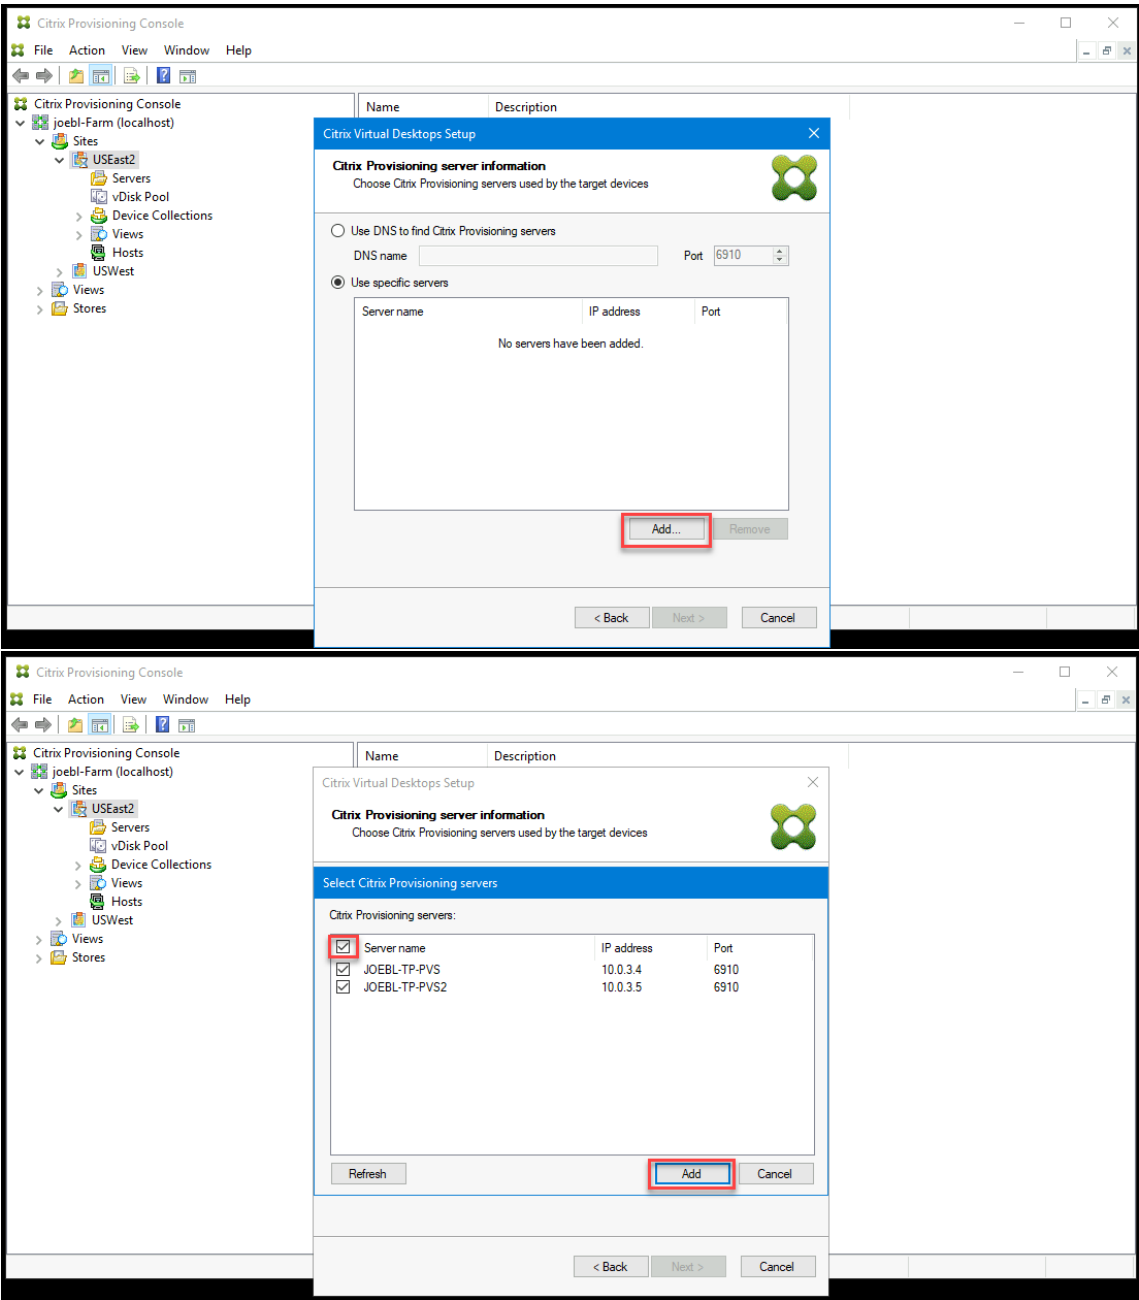 Citrix Provisioning Console
File Action View Window Help
Citrix Provisioning Console
joebl-Farm (localhost)
Sites
USEast2
Servers
vDisk Pool
Device Collections
Views
Hosts
USWest
Views
Stores
Name Description
Citrix Virtual Desktops Setup
Citrix Provisioning server information
Choose Citrix Provisioning servers used by the target devices
Use DNS to find Citrix Provisioning servers
DNS name Port 6910
Use specific servers
Server name IP address Port
No servers have been added.
Add... Remove
< Back Next > Cancel
Citrix Provisioning Console
File Action View Window Help
Citrix Provisioning Console
joebl-Farm (localhost)
Sites
USEast2
Servers
vDisk Pool
Device Collections
Views
Hosts
USWest
Views
Stores
Name Description
Citrix Virtual Desktops Setup
Citrix Provisioning server information
Choose Citrix Provisioning servers used by the target devices
Select Citrix Provisioning servers
Citrix Provisioning servers:
Server name IP address Port
JOEBL-TP-PVS 10.0.3.4 6910
JOEBL-TP-PVS2 10.0.3.5 6910
Refresh Add Cancel
< Back Next > Cancel